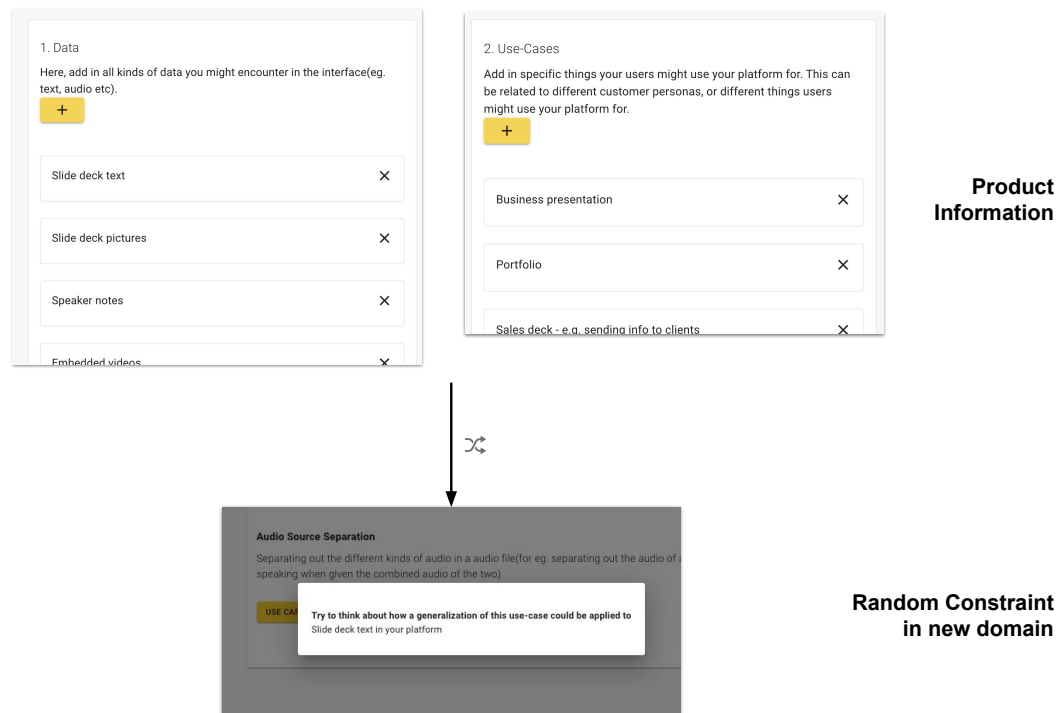 1. Data
Here, add in all kinds of data you might encounter in the interface(eg.
text, audio etc).
+
Slide deck text
Slide deck pictures
Speaker notes
Embedded videos
2. Use-Cases
Add in specific things your users might use your platform for. This can
be related to different customer personas, or different things users
might use your platform for.
+
Business presentation
Portfolio
Sales deck - e.g. sending info to clients
Product
Information
Audio Source Separation
Separating out the different kinds of audio in a audio file(for eg. separating out the audio of
speaking when given the combined audio of the two)
USE
Try to think about how a generalization of this use-case could be applied to
Slide deck text in your platform
Random Constraint
in new domain